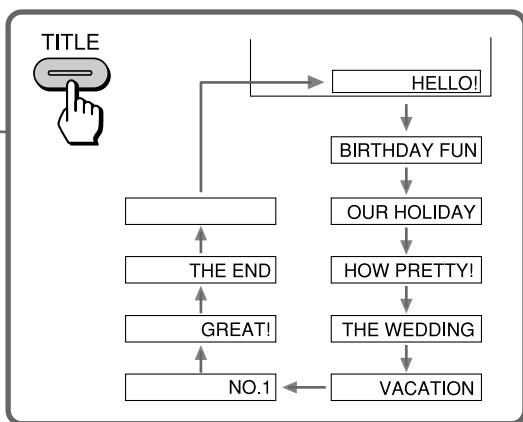 TITLE
HELLO!
BIRTHDAY FUN
OUR HOLIDAY
HOW PRETTY!
THE WEDDING
VACATION
NO.1
GREAT!
THE END